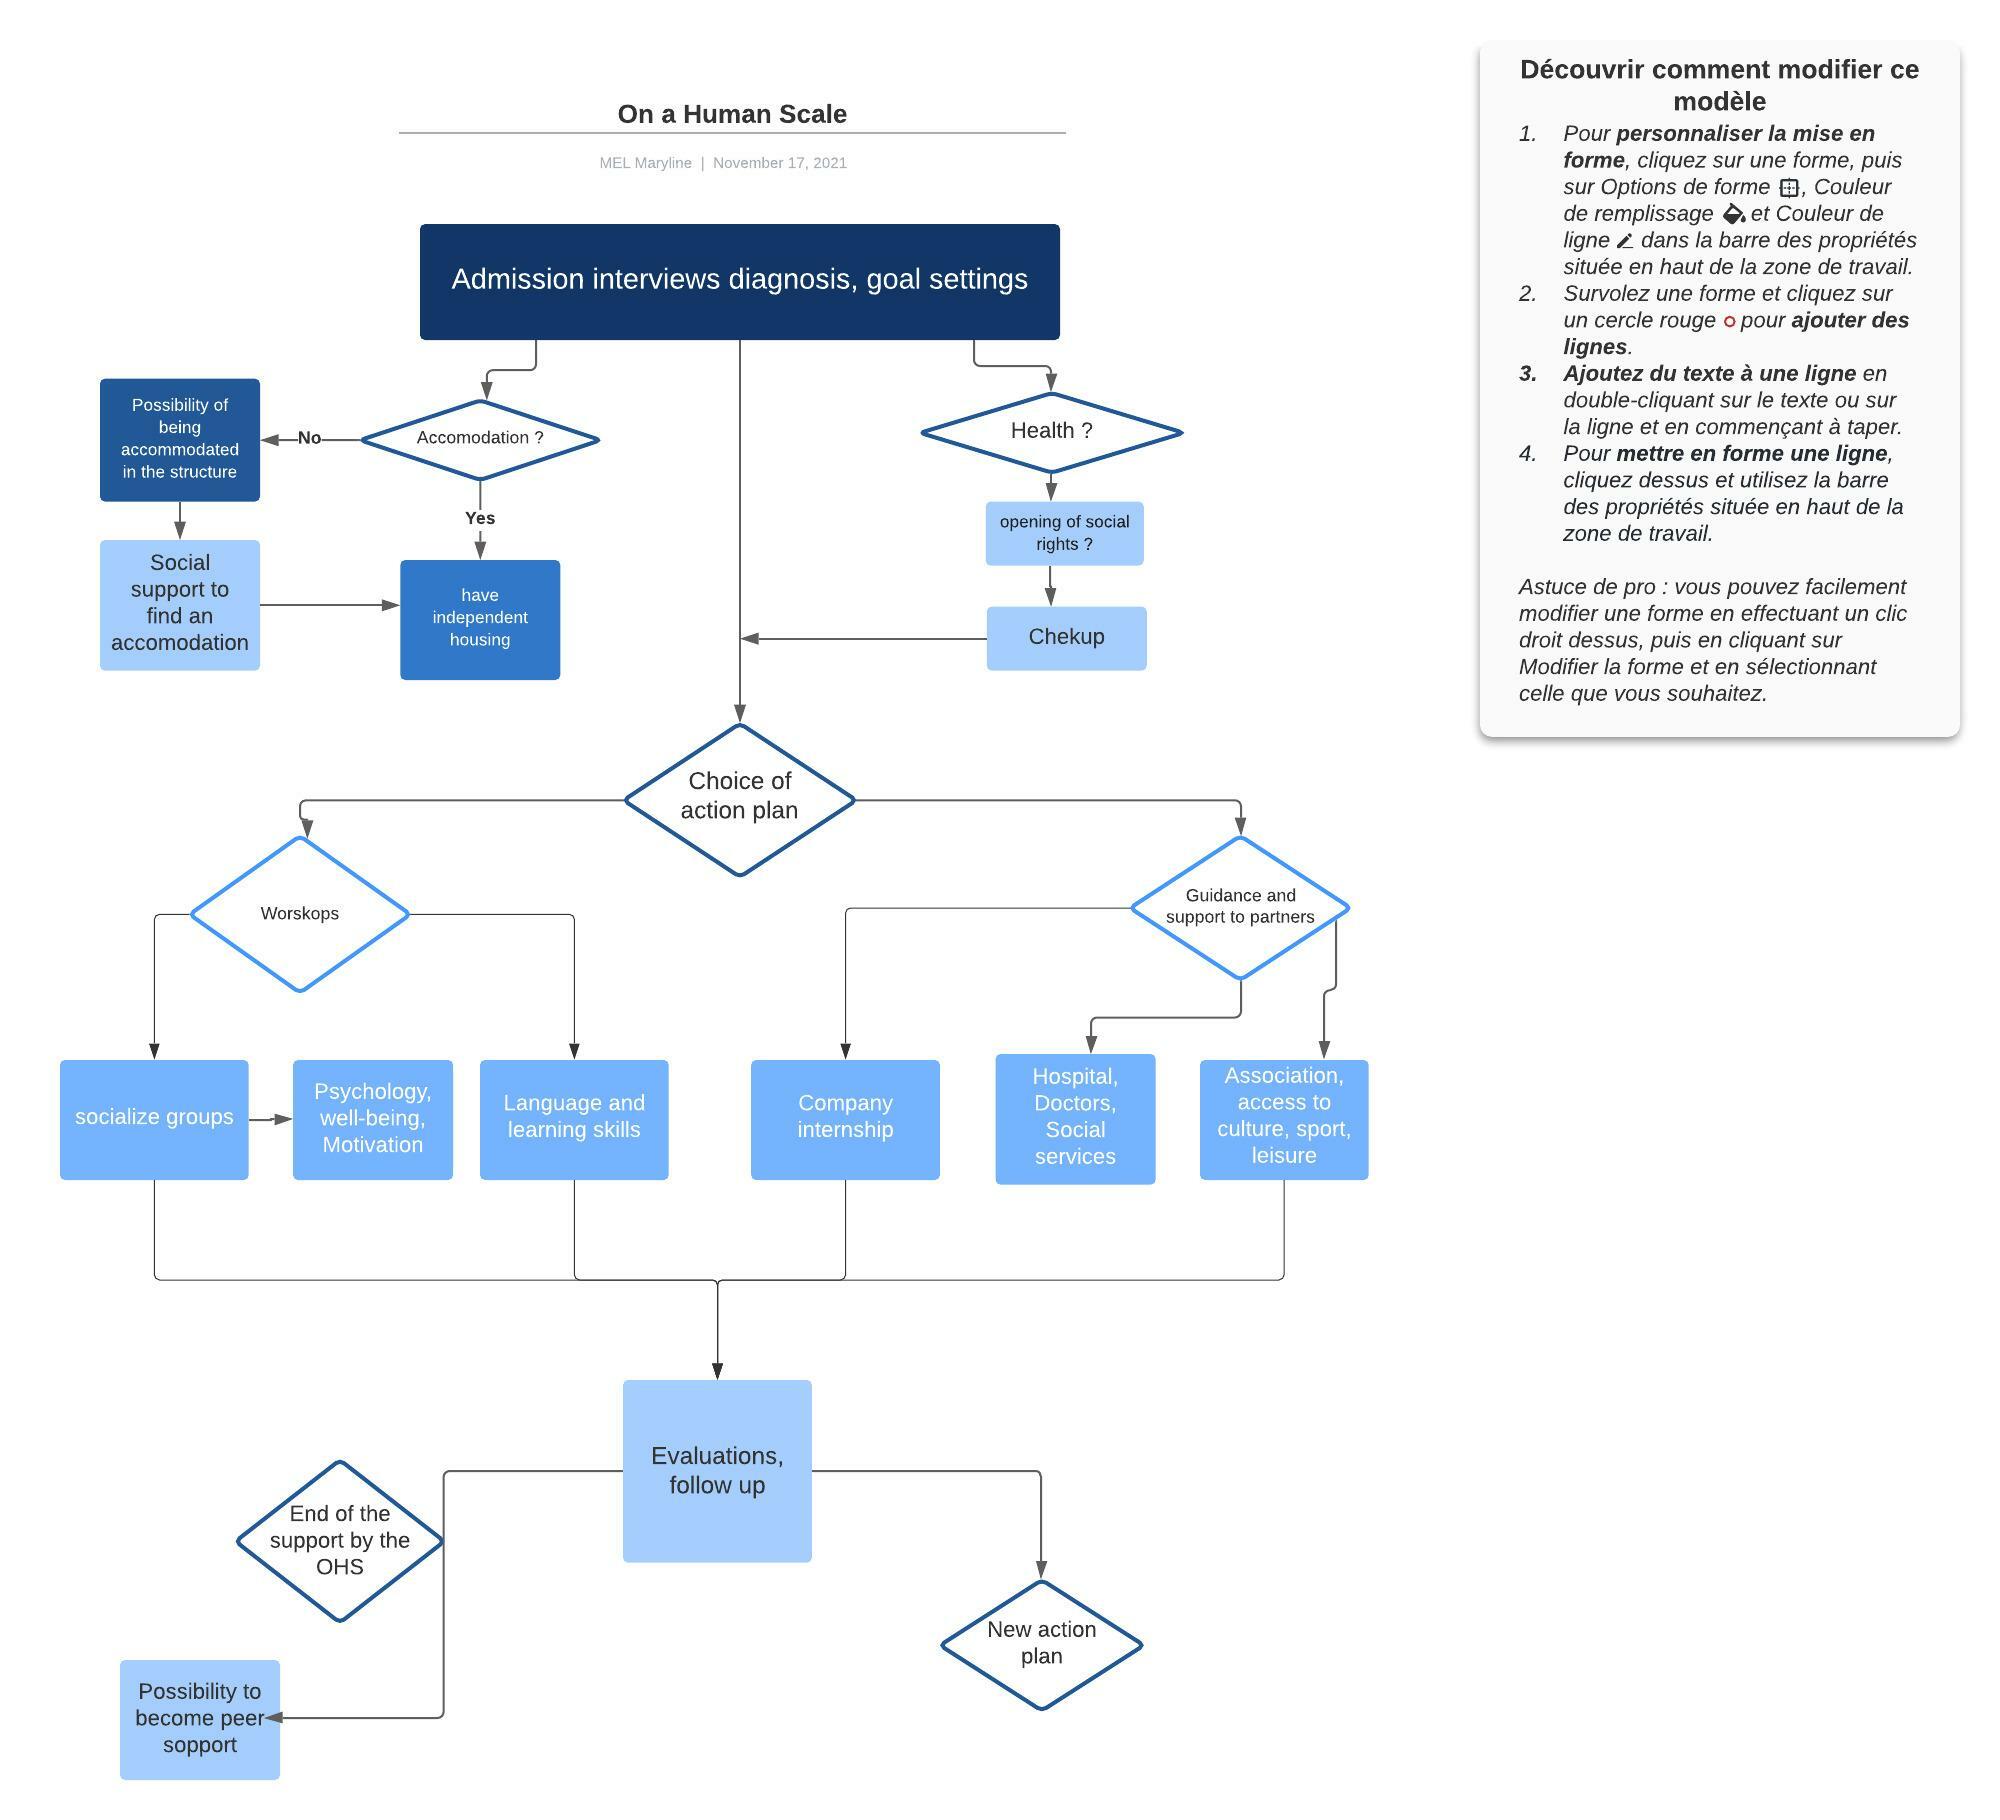 On a Human Scale
MEL Maryline | November 17, 2021
Admission interviews diagnosis, goal settings
Possibility of
being
accommodated
in the structure
No
Accomodation ?
Health ?
Yes
opening of social
rights ?
Social
support to
find an
accomodation
have
independent
housing
Chekup
Choice of
action plan
Worskops
Guidance and
support to partners
socialize groups
Psychology,
well-being,
Motivation
Language and
learning skills
Company
internship
Hospital,
Doctors,
Social
services
Association,
access to
culture, sport,
leisure
Evaluations,
follow up
End of the
support by the
OHS
New action
plan
Possibility to
become peer
sopport
Découvrir comment modifier ce
modèle
1. Pour personnaliser la mise en
forme, cliquez sur une forme, puis
sur Options de forme , Couleur
de remplissage et Couleur de
ligne dans la barre des propriétés
située en haut de la zone de travail.
2. Survolez une forme et cliquez sur
un cercle rouge pour ajouter des
lignes.
3. Ajoutez du texte à une ligne en
double-cliquant sur le texte ou sur
la ligne et en commençant à taper.
4. Pour mettre en forme une ligne,
cliquez dessus et utilisez la barre
des propriétés située en haut de la
zone de travail.
Astuce de pro : vous pouvez facilement
modifier une forme en effectuant un clic
droit dessus, puis en cliquant sur
Modifier la forme et en sélectionnant
celle que vous souhaitez.